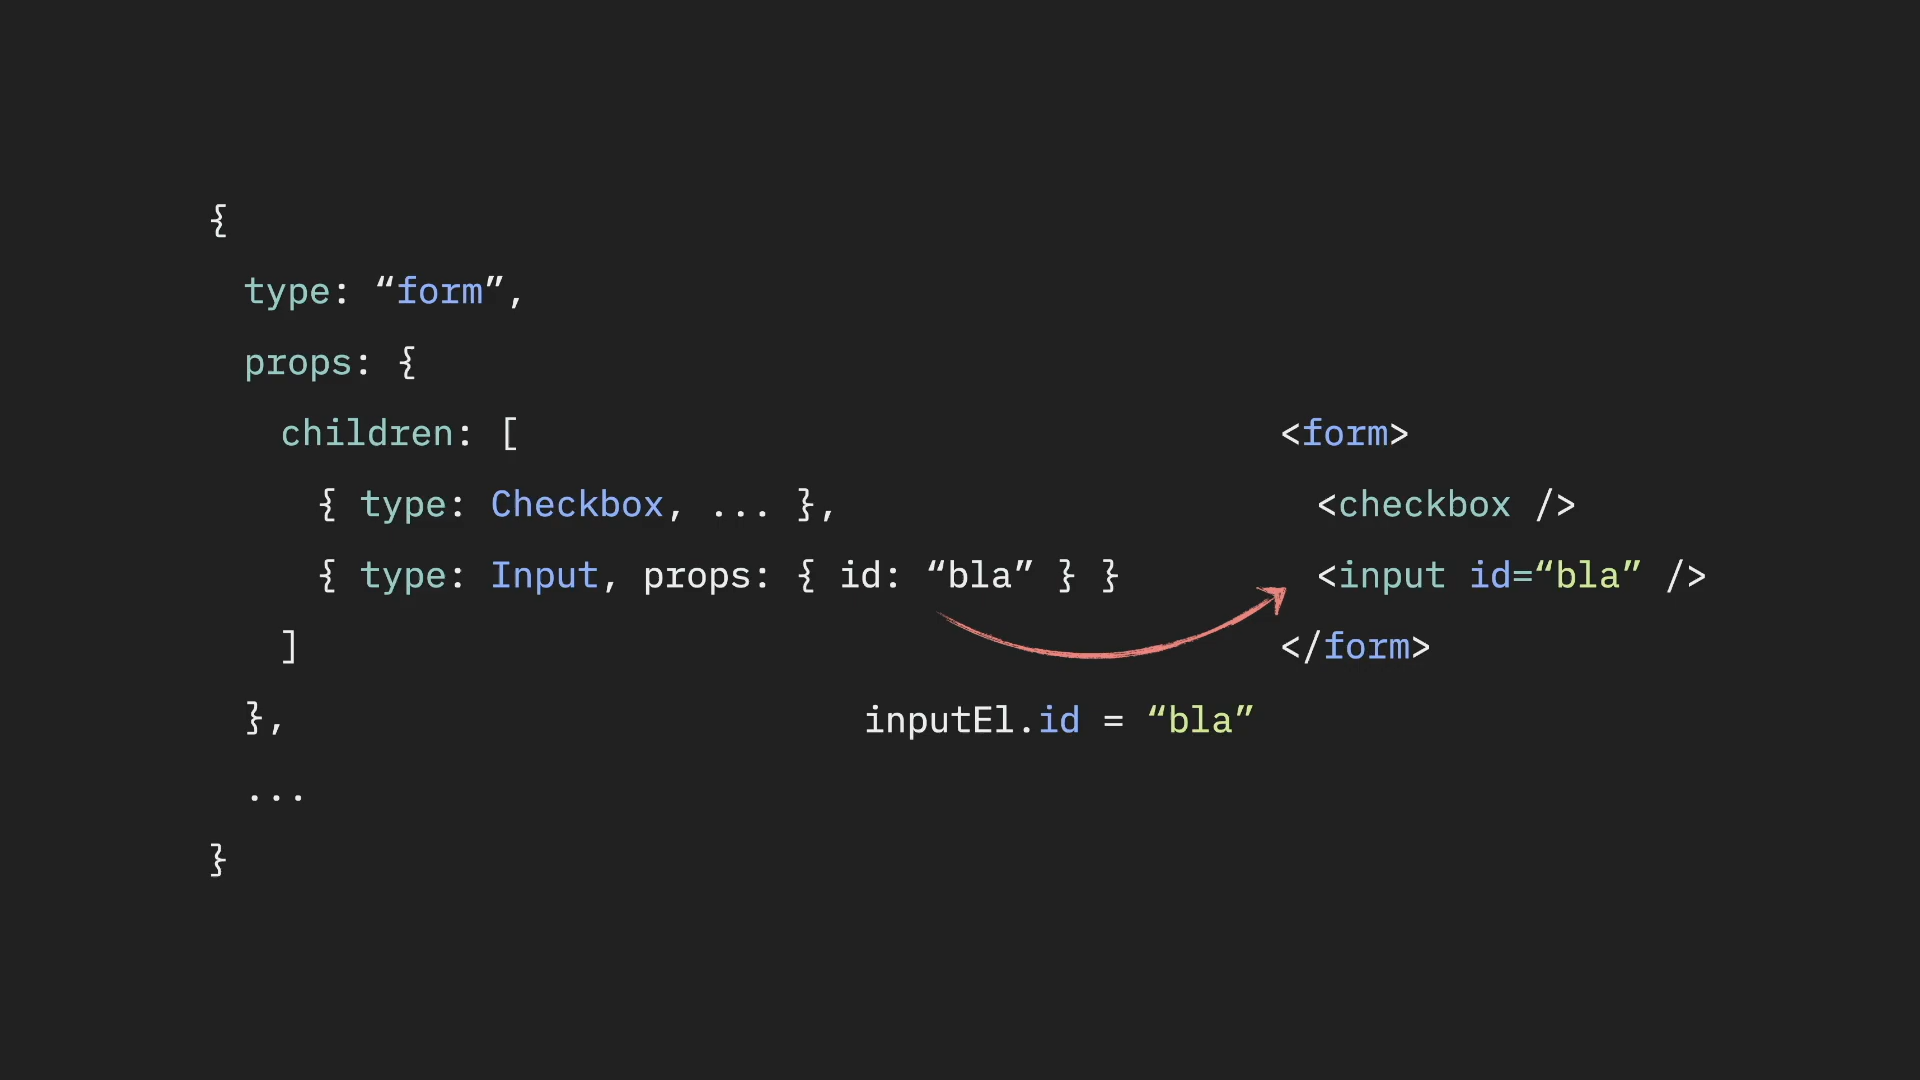 {
type: “form”,
props: {
children: [
{ type: Checkbox, ... },
{ type: Input, props: { id: “bla” } }
]
},
...
}
<form>
<checkbox />
<input id=“bla” />
</form>
inputEl.id = “bla”